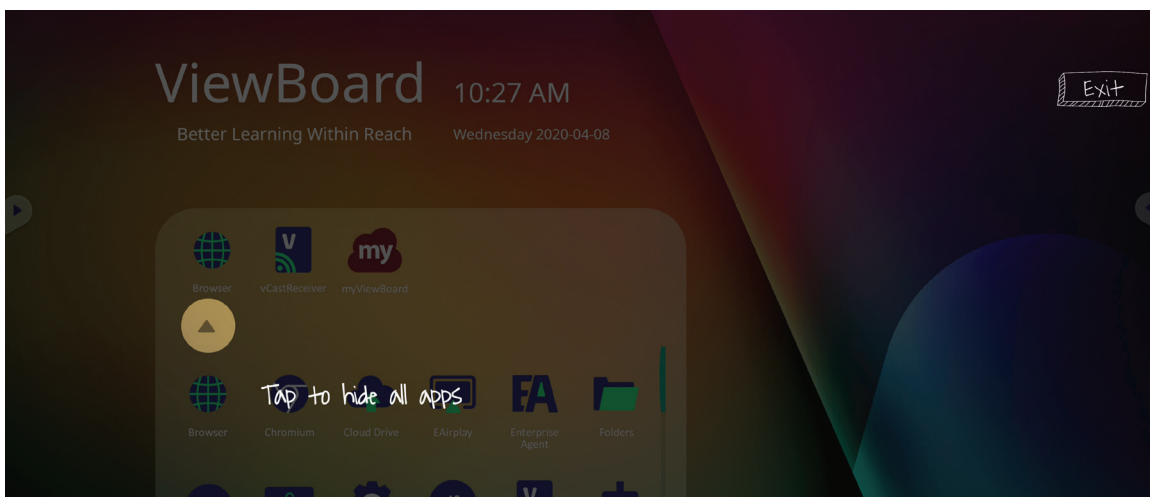 ViewBoard
10:27 AM
Exit
Better Learning Within Reach
Wednesday 2020-04-08
V
my
Browser
vCastReceiver
myViewBoard
Tap to hide all apps
EA
Browser
Chromium
Cloud Drive
EAirplay
Enterprise
Agent
Folders
V